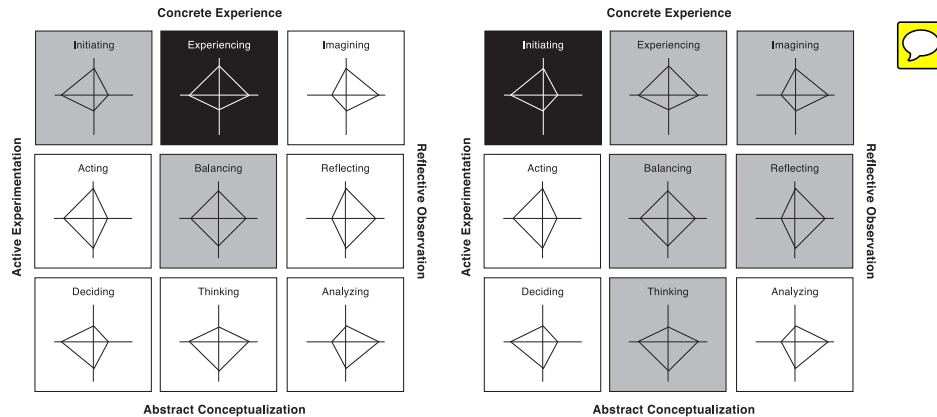 Concrete Experience
Initiating
Experiencing
Imagining
Acting
Balancing
Reflecting
Deciding
Thinking
Analyzing
Active Experimentation
Reflective Observation
Abstract Conceptualization
Concrete Experience
Initiating
Experiencing
Imagining
Acting
Balancing
Reflecting
Deciding
Thinking
Analyzing
Active Experimentation
Reflective Observation
Abstract Conceptualization